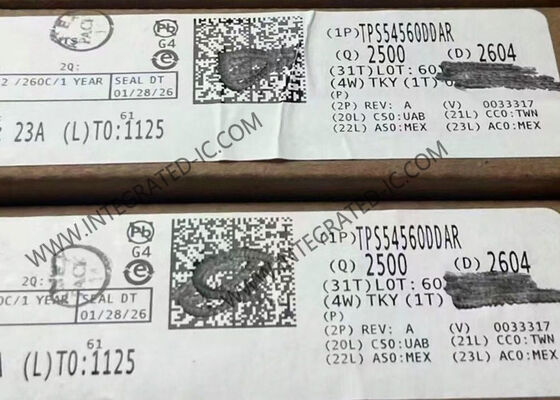 Pb
G4
e
2Q:
2 /260C/1 YEAR
SEAL DT
01/28/26
23A (L)TO:1125
61
(1P)TPS54560DDAR
(Q) 2500 (D) 2604
(31T)LOT: 60
(4W) TKY (1T)
(P)
(2P) REV: A (V) 0033317
(20L) CSO:UAB (21L) CCO:TWN
(22L) ASO:MEX (23L) ACO:MEX
Pb
G4
e
2Q:
0C/1 YEAR
SEAL DT
01/28/26
61
(L)TO:1125
(1P)TPS54560DDAR
(Q) 2500 (D) 2604
(31T)LOT: 60
(4W) TKY (1T)
(P)
(2P) REV: A (V) 0033317
(20L) CSO:UAB (21L) CCO:TWN
(22L) ASO:MEX (23L) ACO:MEX
WWW.INTEGRATED-IC.COM
WWW.INTEGRATED-IC.COM